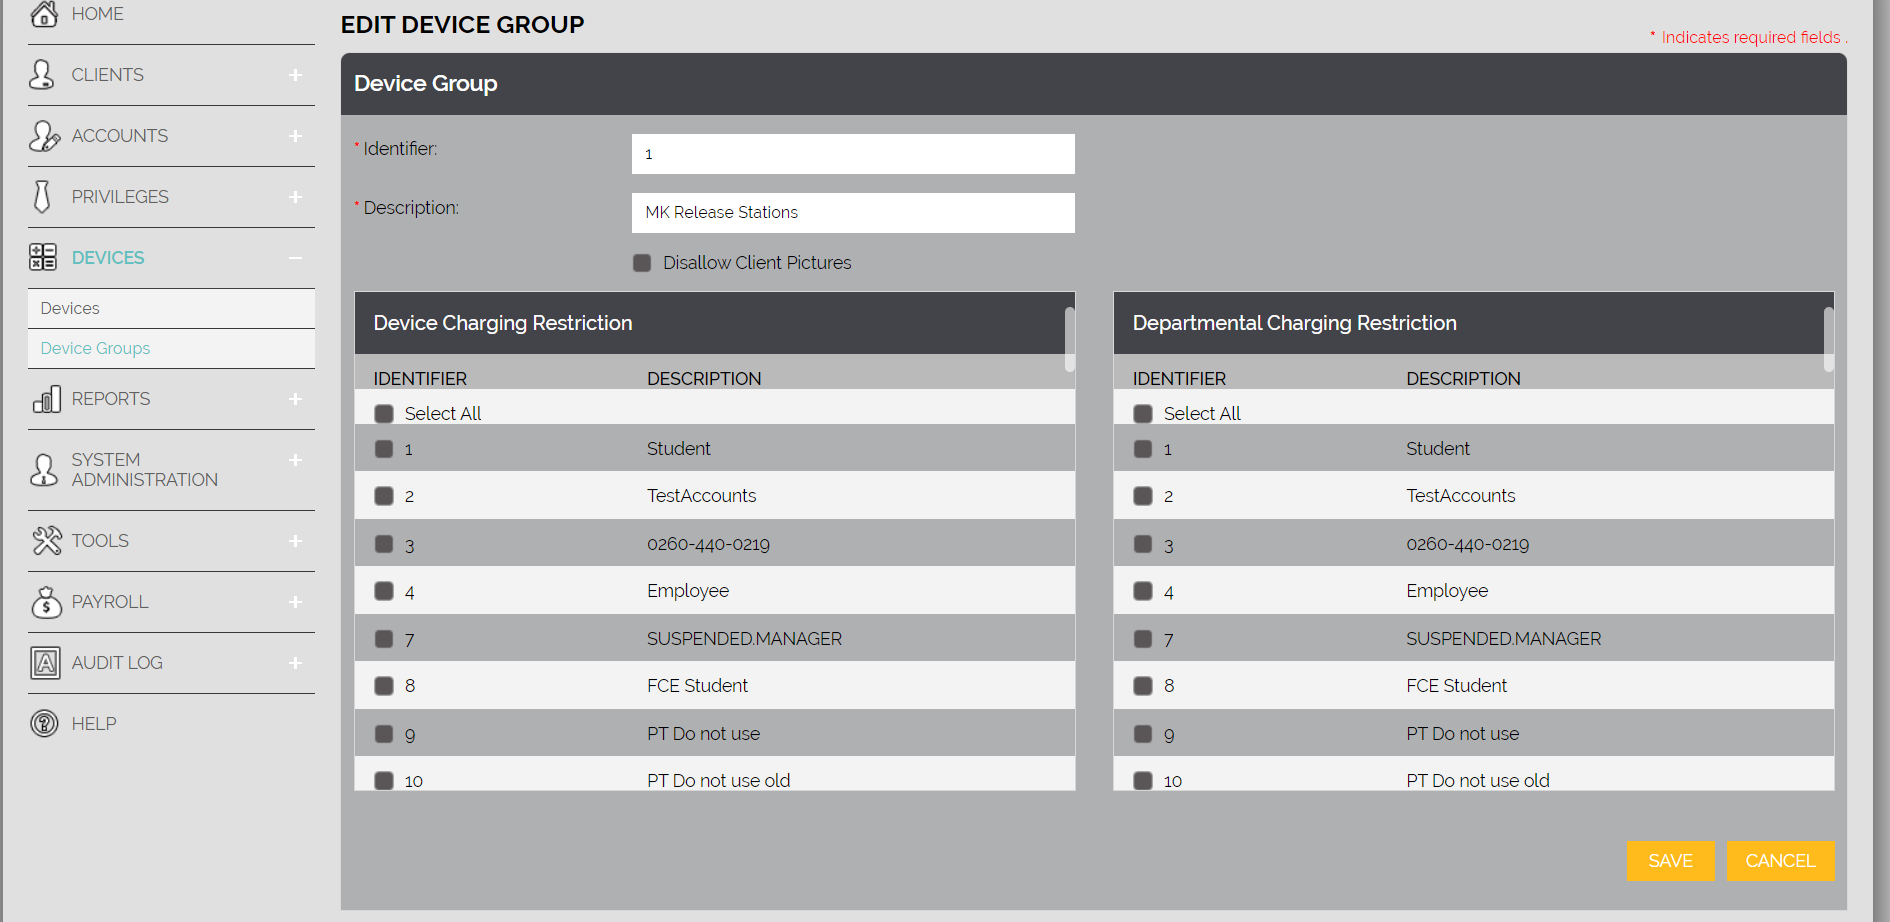 HOME
CLIENTS
ACCOUNTS
PRIVILEGES
DEVICES
Devices
Device Groups
REPORTS
SYSTEM
ADMINISTRATION
TOOLS
PAYROLL
AUDIT LOG
HELP
EDIT DEVICE GROUP
* Indicates required fields .
Device Group
* Identifier:
1
* Description:
MK Release Stations
Disallow Client Pictures
Device Charging Restriction
IDENTIFIER DESCRIPTION
Select All
1 Student
2 TestAccounts
3 0260-440-0219
4 Employee
7 SUSPENDED.MANAGER
8 FCE Student
9 PT Do not use
10 PT Do not use old
Departmental Charging Restriction
IDENTIFIER DESCRIPTION
Select All
1 Student
2 TestAccounts
3 0260-440-0219
4 Employee
7 SUSPENDED.MANAGER
8 FCE Student
9 PT Do not use
10 PT Do not use old
SAVE CANCEL